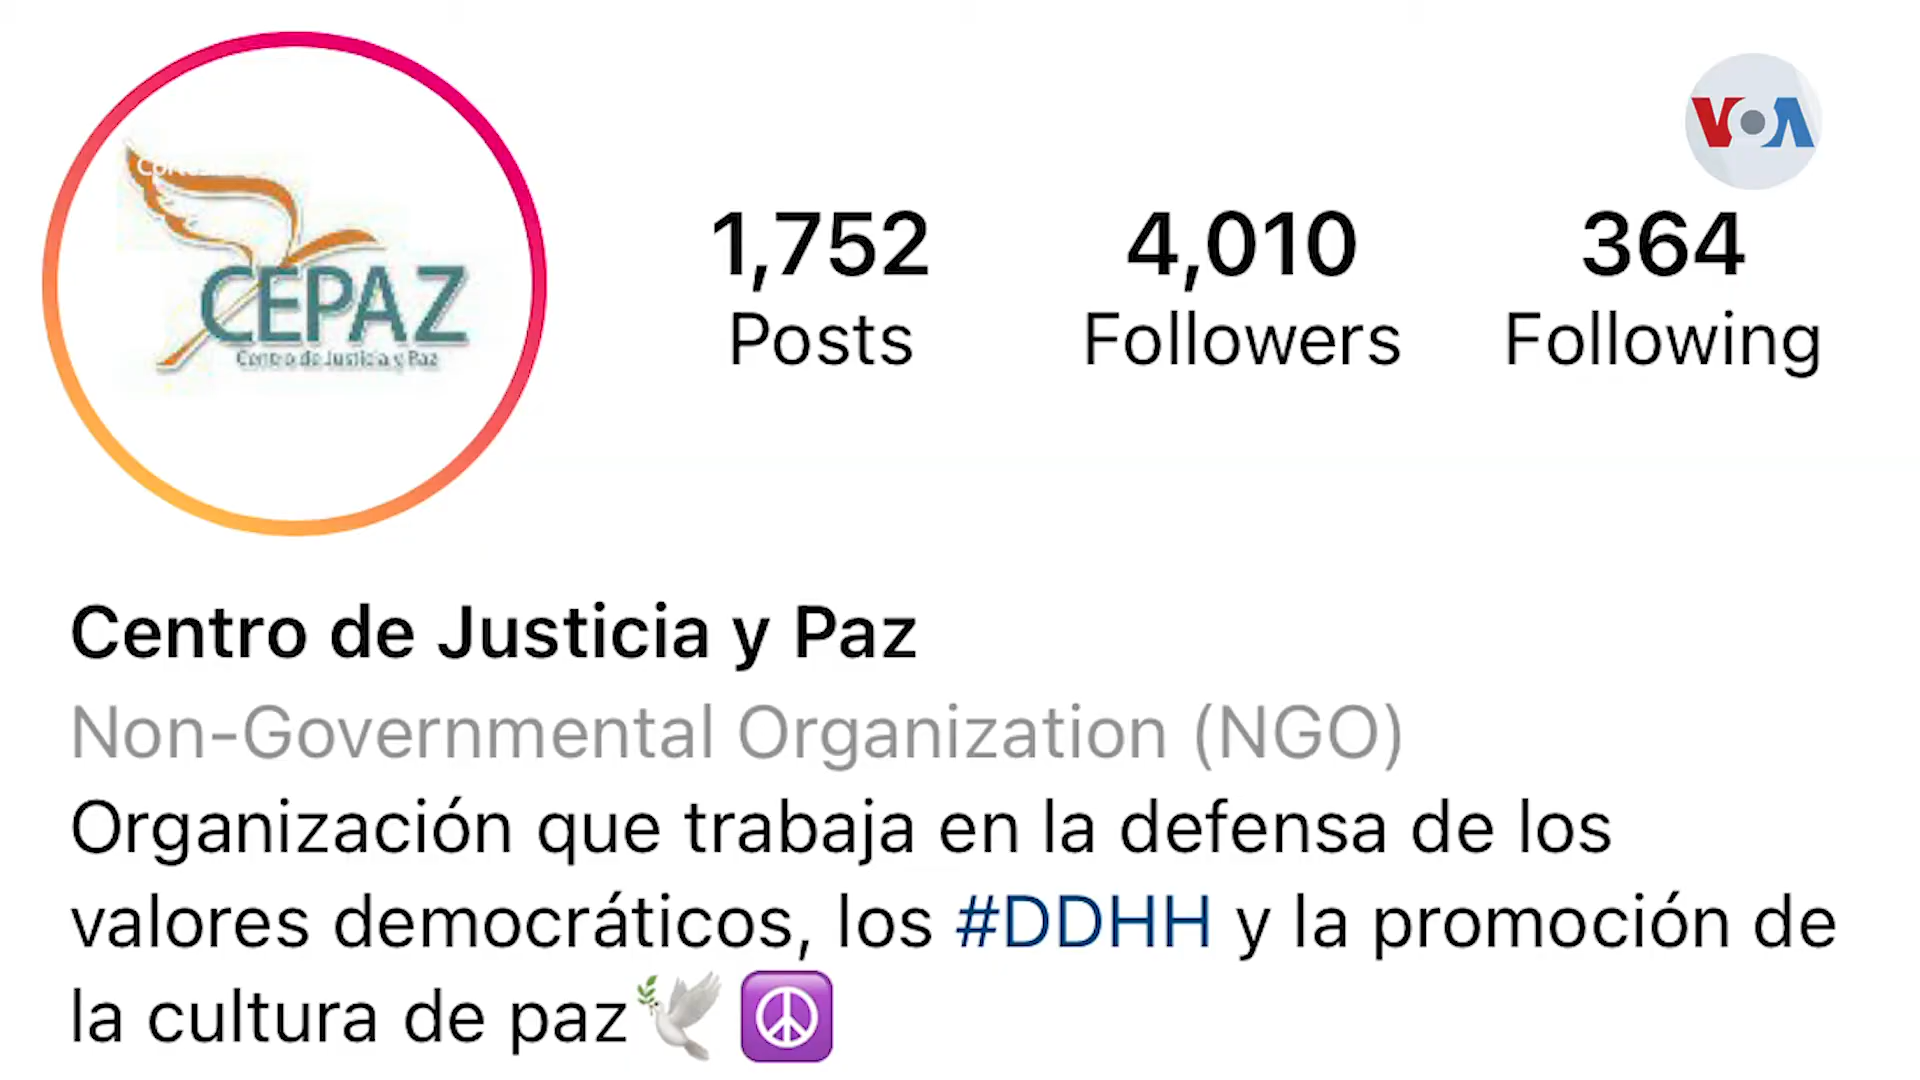 VOA
CEPAZ
Centro de Justicia y Paz
1,752
Posts
4,010
Followers
364
Following
Centro de Justicia y Paz
Non-Governmental Organization (NGO)
Organización que trabaja en la defensa de los
valores democráticos, los #DDHH y la promoción de
la cultura de paz🕊️ ☮️